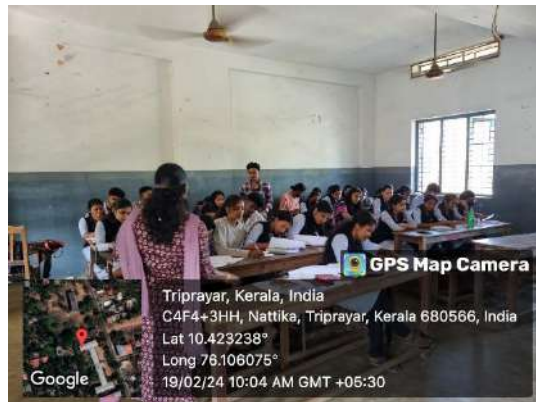 GPS Map Camera
Triprayar, Kerala, India
C4F4+3HH, Nattika, Triprayar, Kerala 680566, India
Lat 10.423238°
Long 76.106075°
19/02/24 10:04 AM GMT +05:30
Google